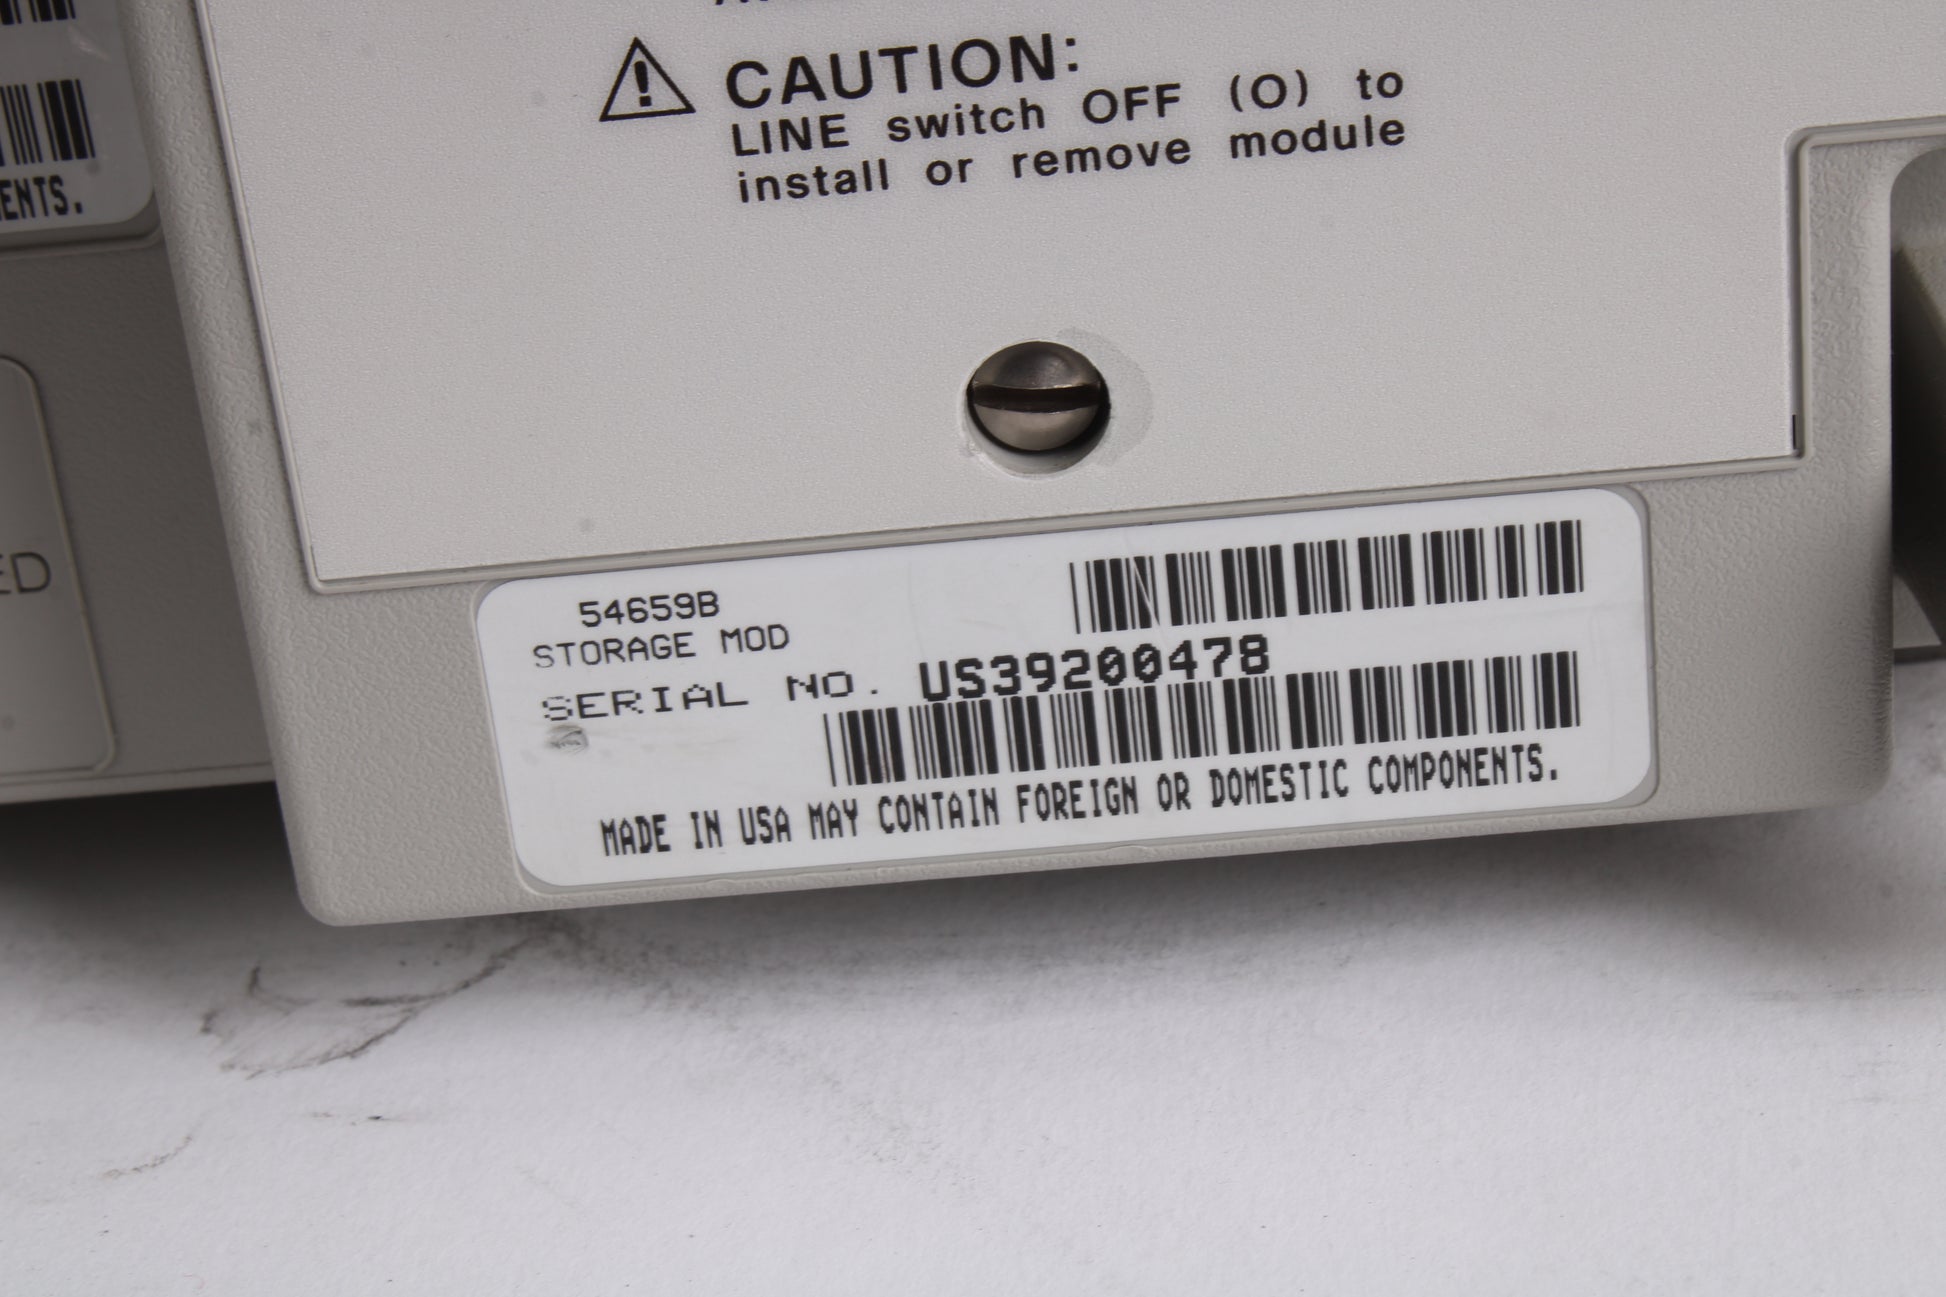 CAUTION:
LINE switch OFF (O) to
install or remove module
54659B
STORAGE MOD
SERIAL NO. US39200478
MADE IN USA MAY CONTAIN FOREIGN OR DOMESTIC COMPONENTS.